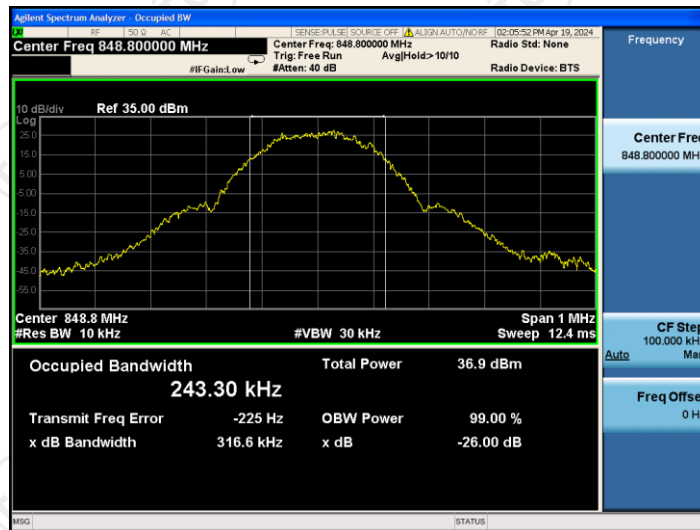 Agilent Spectrum Analyzer - Occupied BW
RF 50 Ω AC SENSE:PULSE SOURCE OFF ALIGN AUTO/NORF 02:05:52 PM Apr 19, 2024
Center Freq 848.800000 MHz Center Freq: 848.800000 MHz Radio Std: None
Trig: Free Run Avg|Hold:> 10/10
#IFGain:Low #Atten: 40 dB Radio Device: BTS
Frequency
10 dB/div Ref 35.00 dBm
Log
25.0
15.0
5.00
-5.00
-15.0
-25.0
-35.0
-45.0
-55.0
Center 848.8 MHz Span 1 MHz
#Res BW 10 kHz #VBW 30 kHz Sweep 12.4 ms
Occupied Bandwidth Total Power 36.9 dBm
243.30 kHz
Transmit Freq Error -225 Hz OBW Power 99.00 %
x dB Bandwidth 316.6 kHz x dB -26.00 dB
Center Freq
848.800000 MH
CF Step
100.000 kH
Auto Ma
Freq Offse
0 H
MSG STATUS